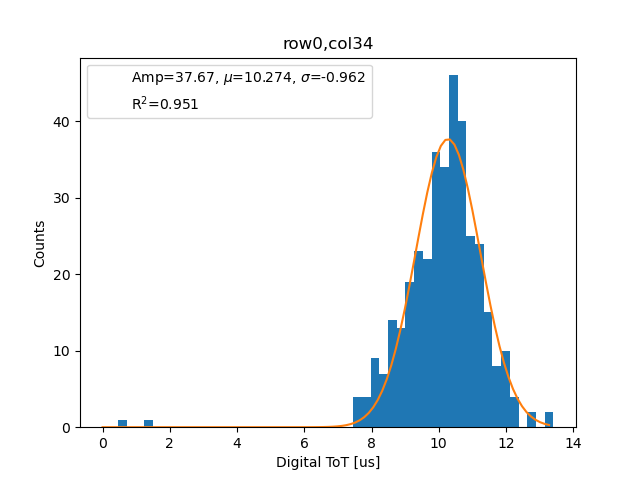 row0,col34
Amp=37.67, μ=10.274, σ=-0.962
R²=0.951
Counts
40
30
20
10
0
0 2 4 6 8 10 12 14
Digital ToT [us]